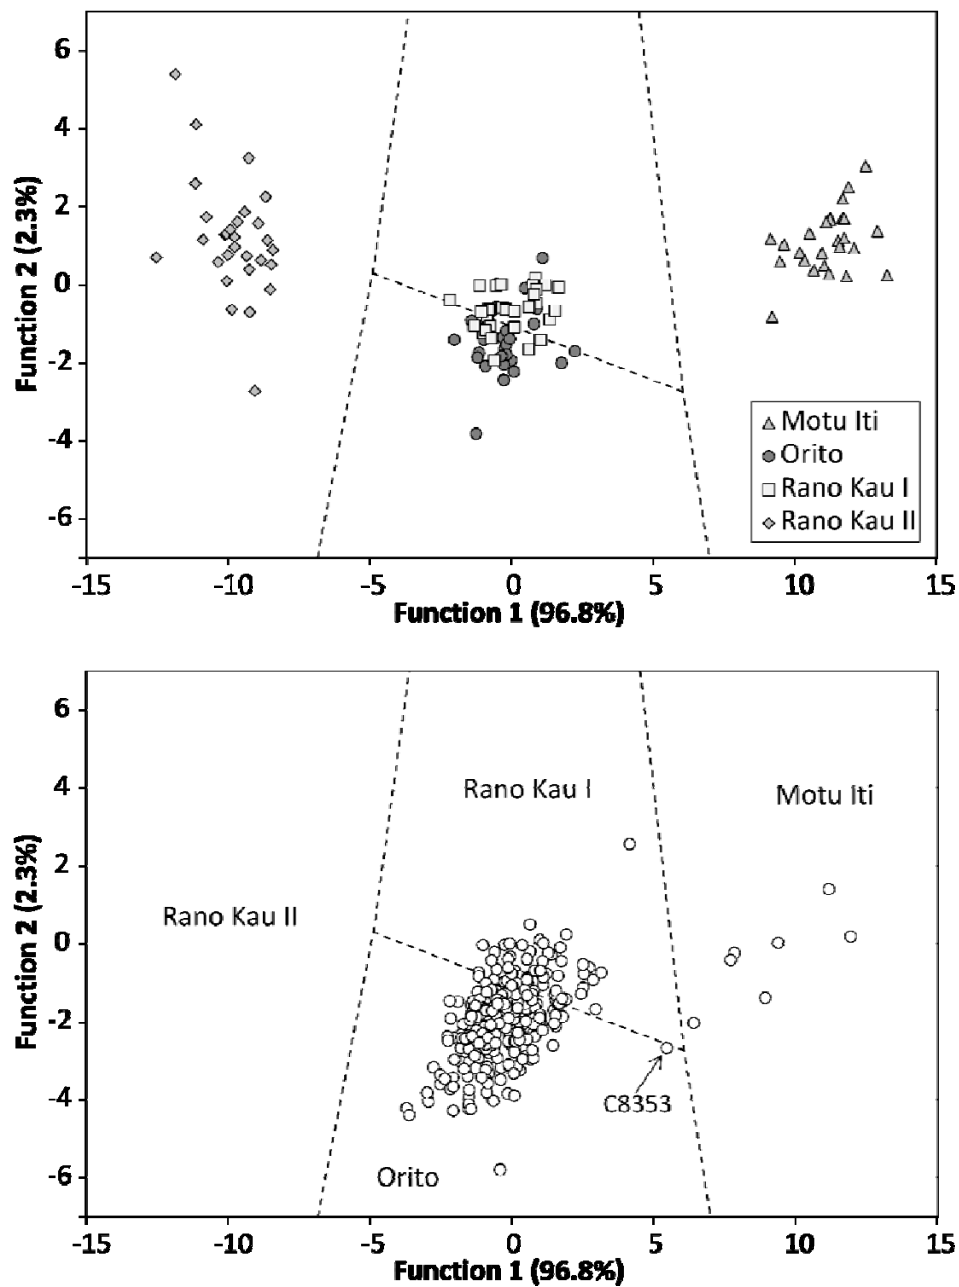 Function 2 (2.3%)
6
4
2
0
-2
-4
-6
Motu Iti
Orito
Rano Kau I
Rano Kau II
-15 -10 -5 0 5 10 15
Function 1 (96.8%)
Function 2 (2.3%)
6
4
2
0
-2
-4
-6
Rano Kau I
Motu Iti
Rano Kau II
C8353
Orito
-15 -10 -5 0 5 10 15
Function 1 (96.8%)